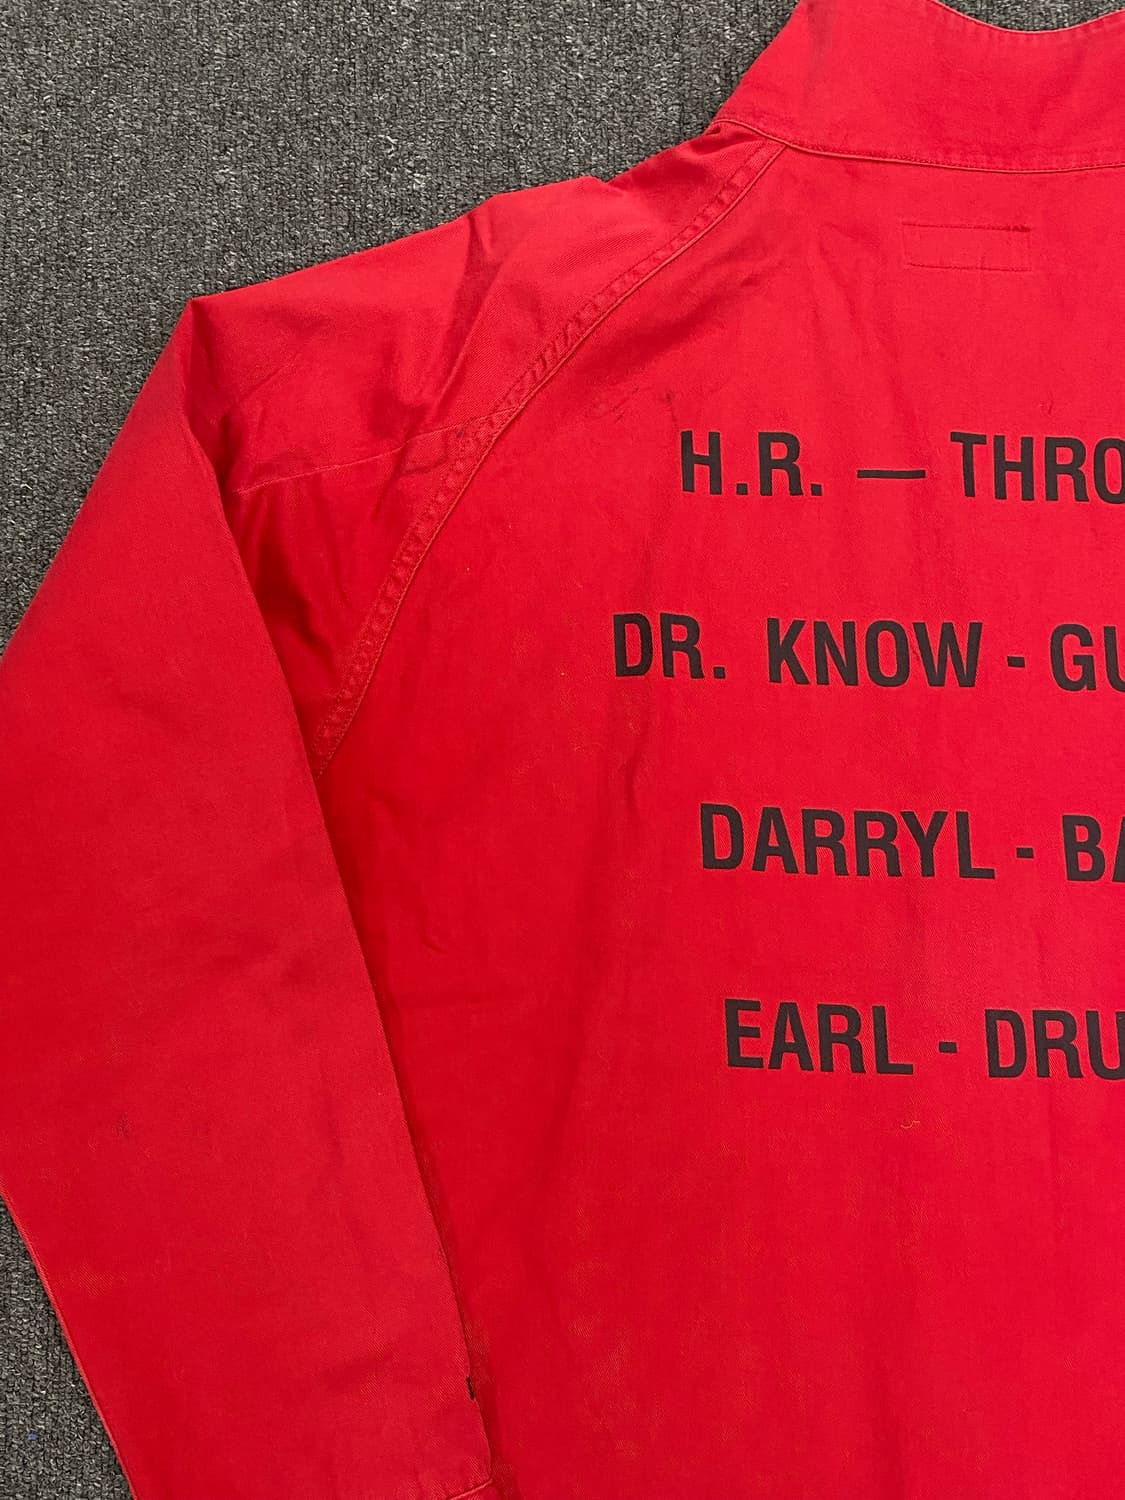 H.R. — THRO
DR. KNOW - GU
DARRYL - BA
EARL - DRU